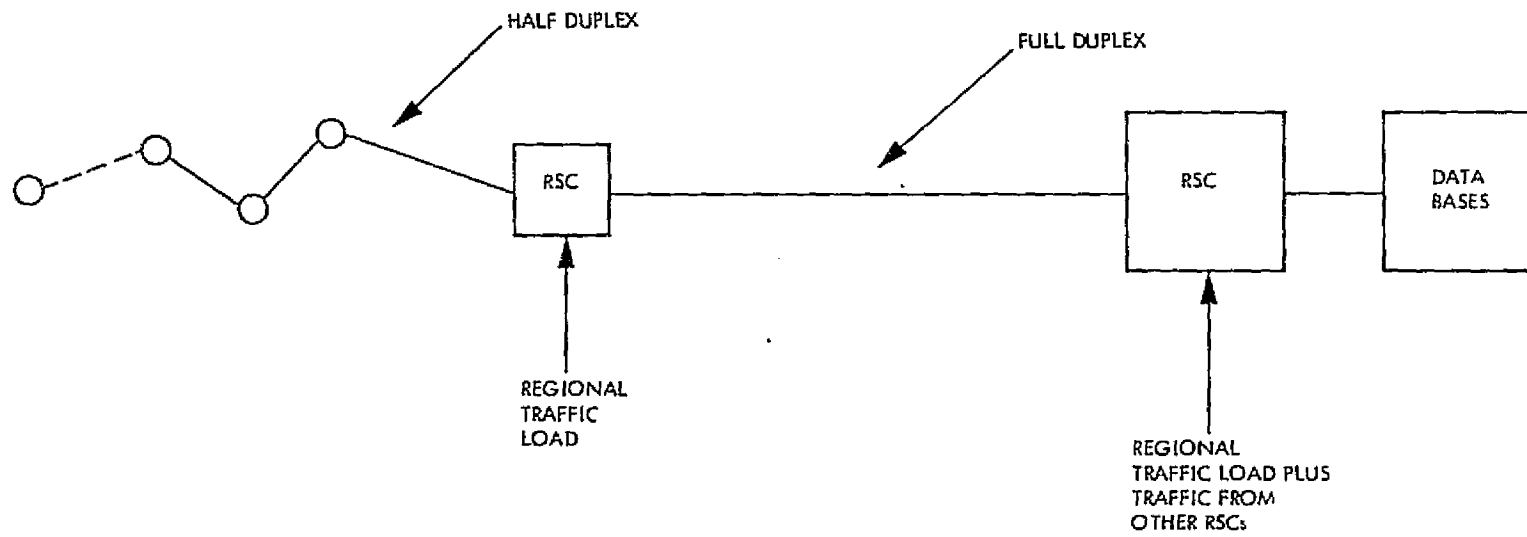 HALF DUPLEX
FULL DUPLEX
RSC
RSC
DATA
BASES
REGIONAL
TRAFFIC
LOAD
REGIONAL
TRAFFIC LOAD PLUS
TRAFFIC FROM
OTHER RSCs